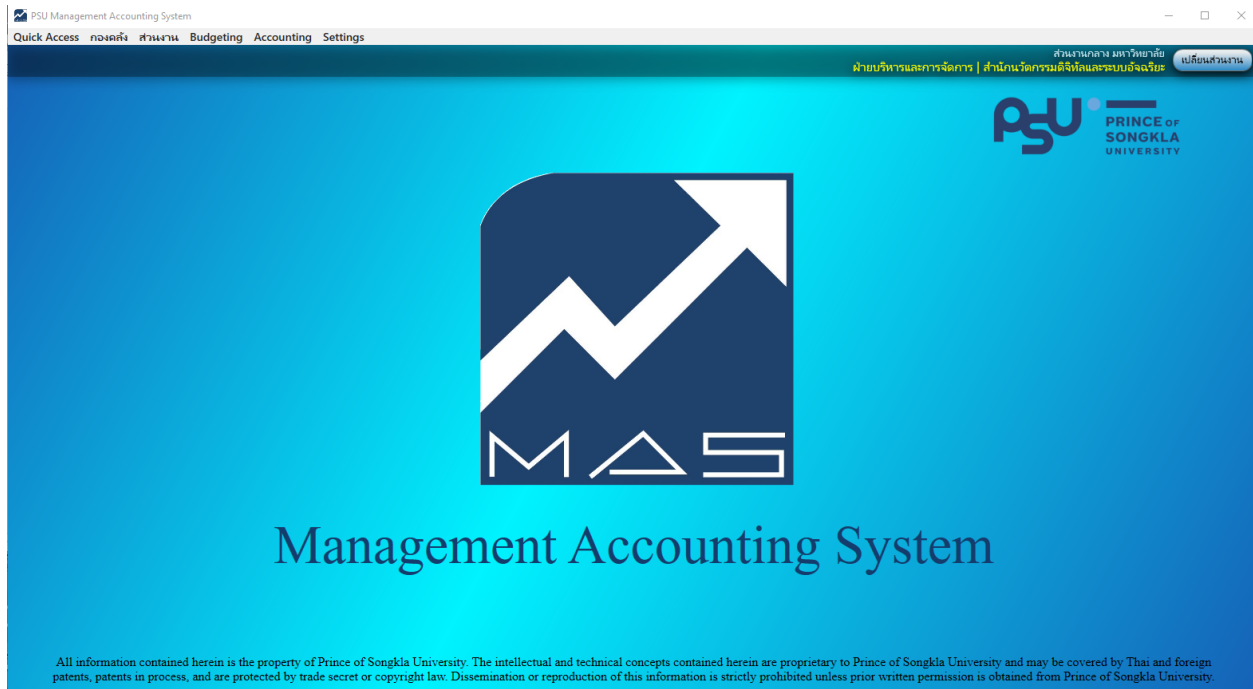 PSU Management Accounting System
Quick Access กองคลัง ส่วนงาน Budgeting Accounting Settings
ส่วนงานกลาง มหาวิทยาลัย
ฝ่ายบริหารและการจัดการ | สำนักนวัตกรรมดิจิทัลและระบบอัจฉริยะ
เปลี่ยนส่วนงาน
PSU
PRINCE OF
SONGKLA
UNIVERSITY
MAS
Management Accounting System
All information contained herein is the property of Prince of Songkla University. The intellectual and technical concepts contained herein are proprietary to Prince of Songkla University and may be covered by Thai and foreign
patents, patents in process, and are protected by trade secret or copyright law. Dissemination or reproduction of this information is strictly prohibited unless prior written permission is obtained from Prince of Songkla University.